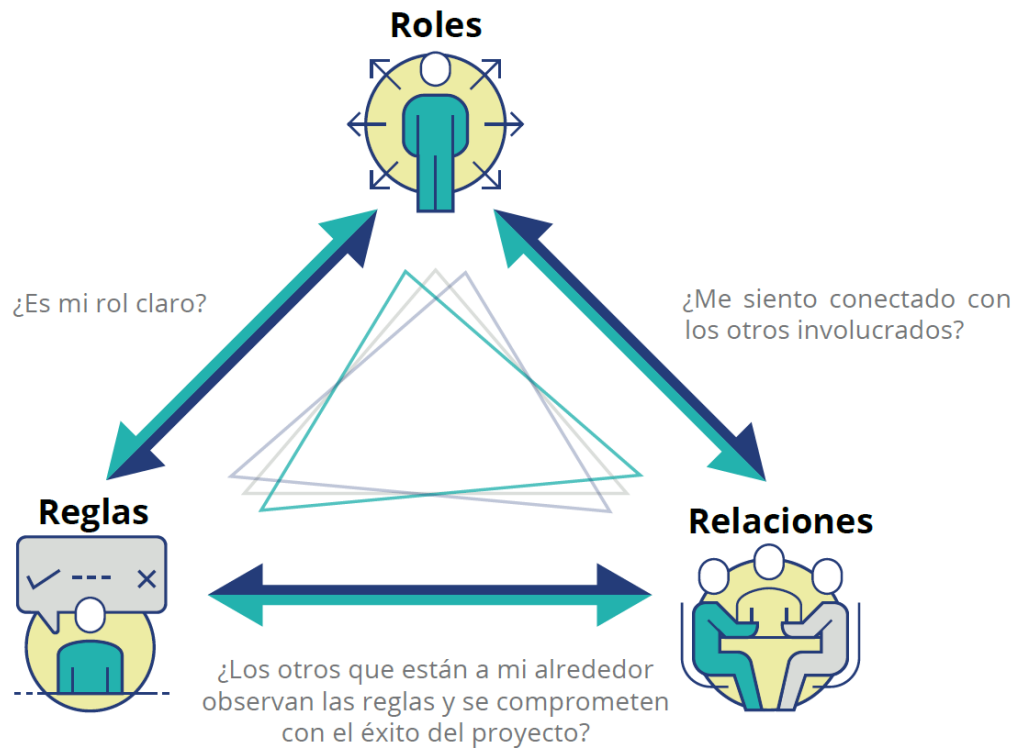 Roles
¿Es mi rol claro?
¿Me siento conectado con
los otros involucrados?
Reglas
Relaciones
¿Los otros que están a mi alrededor
observan las reglas y se comprometen
con el éxito del proyecto?